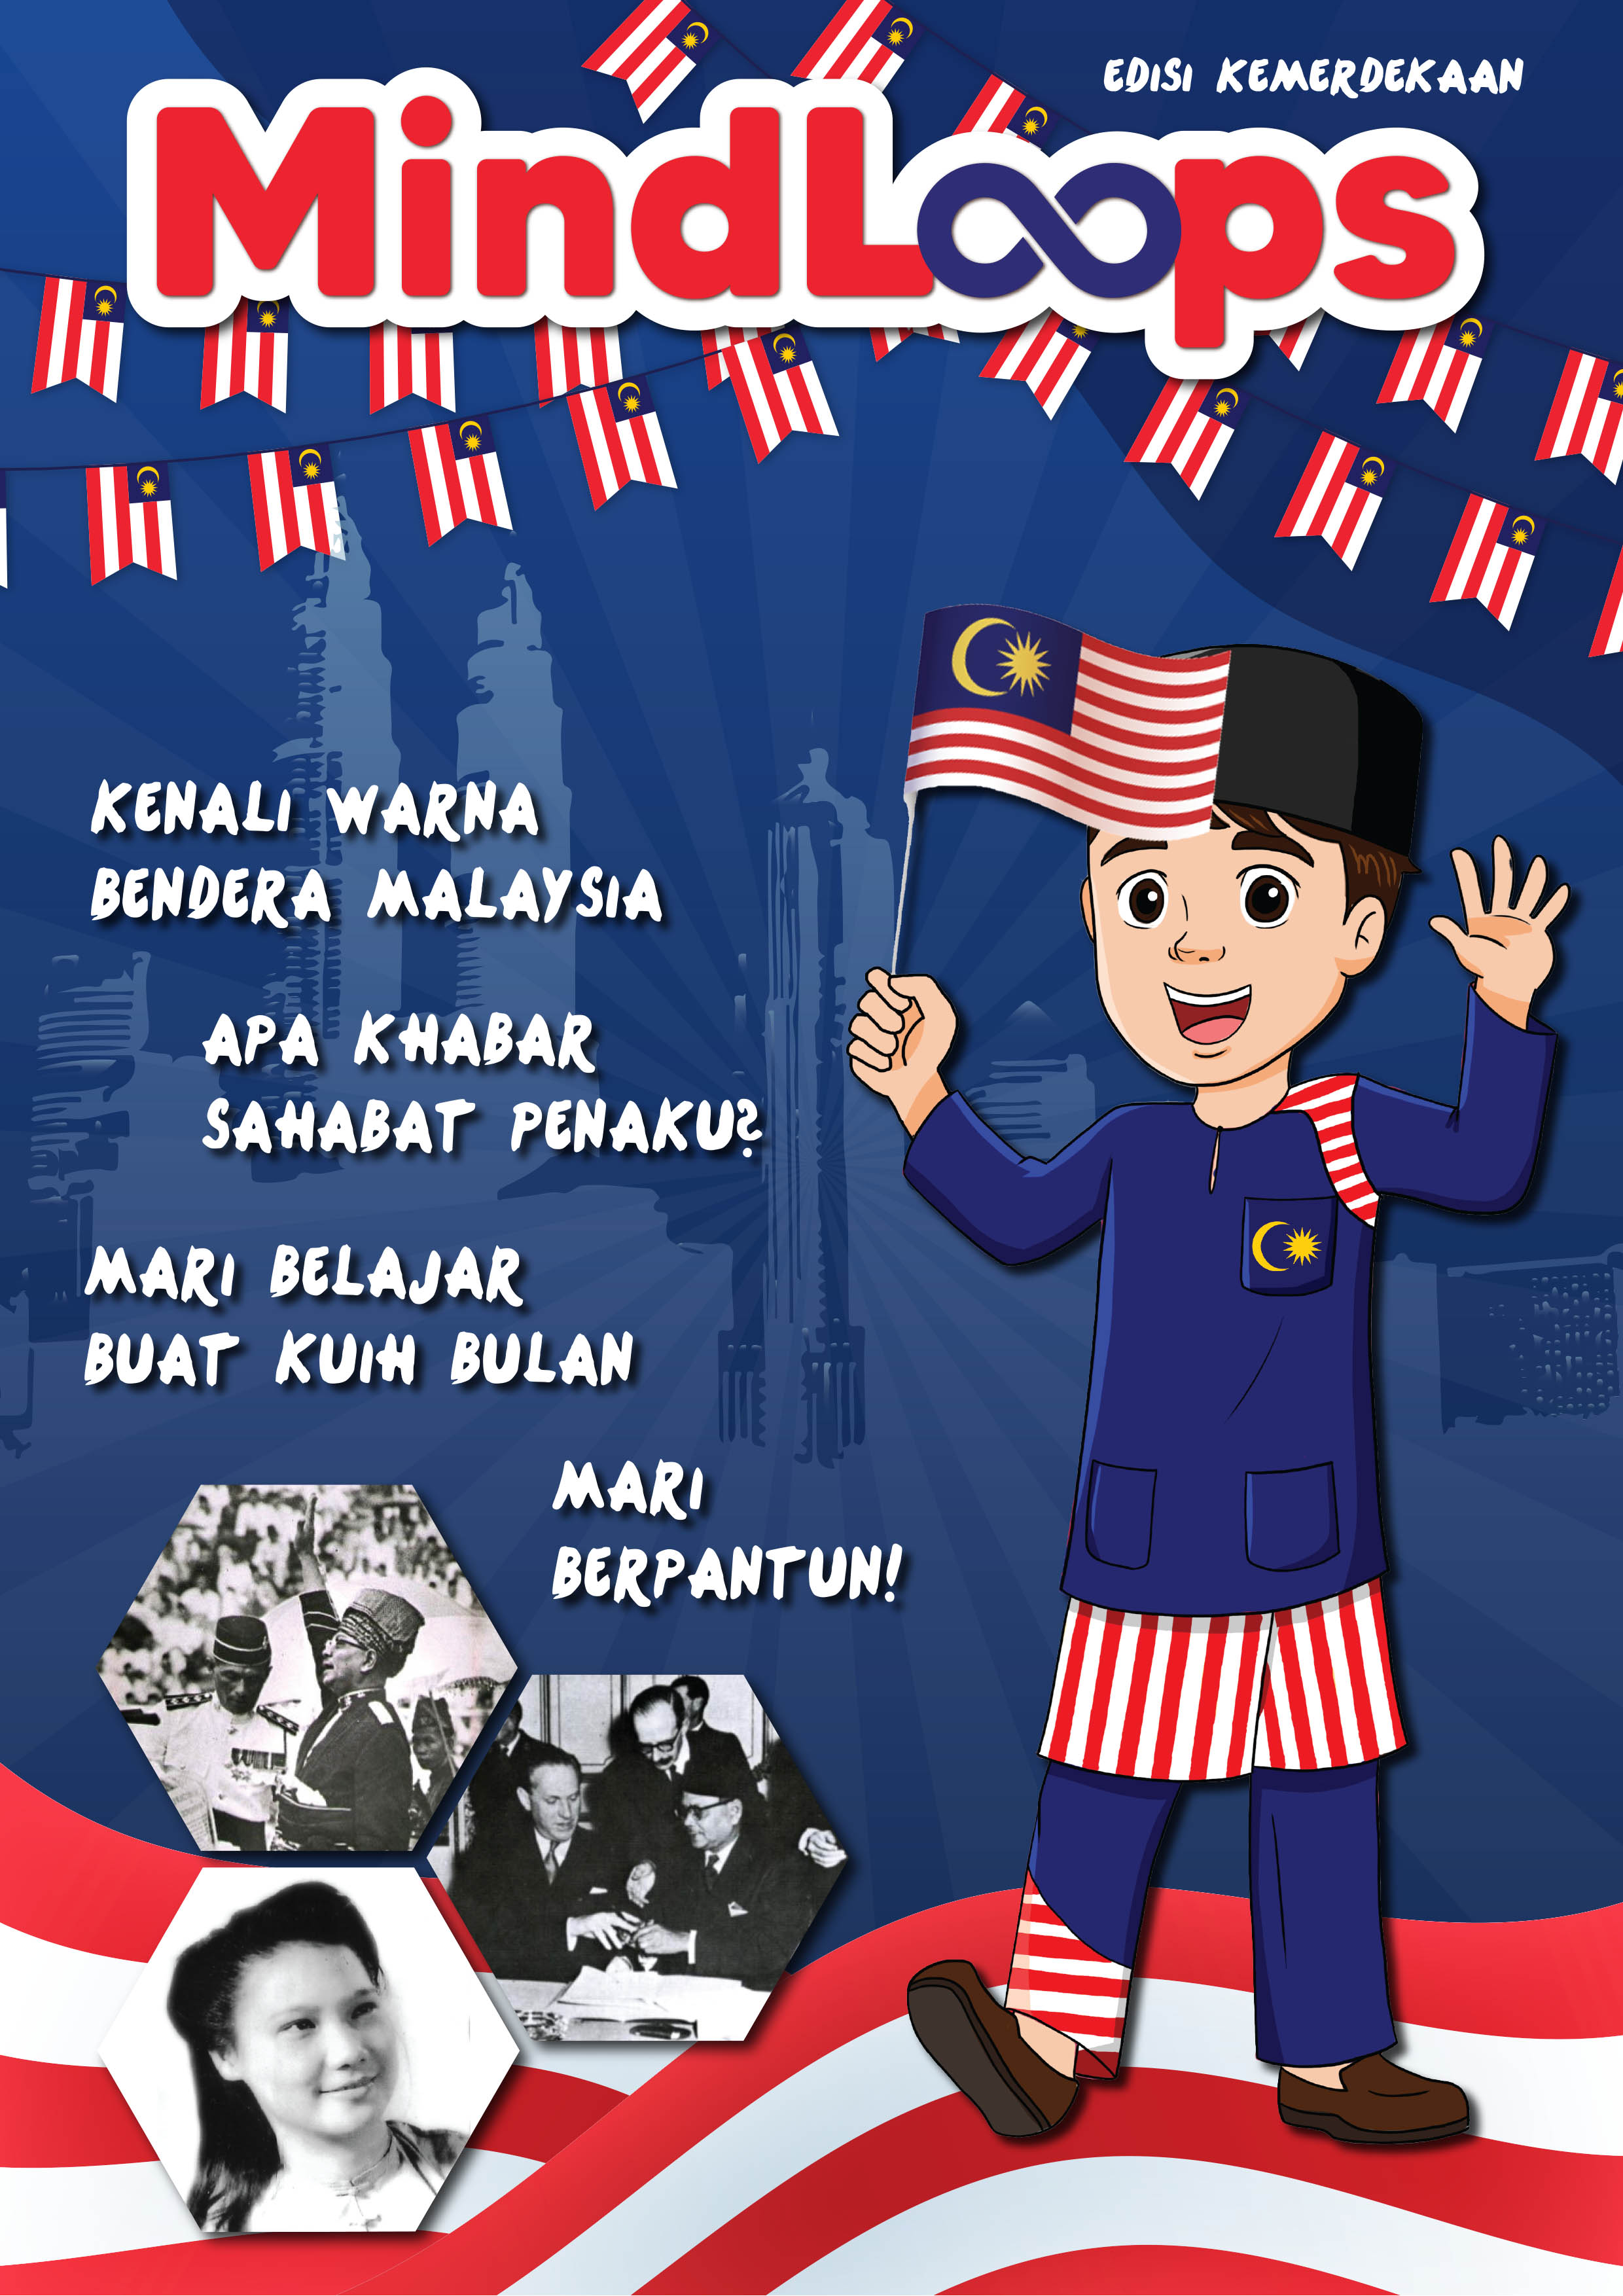 EDISI KEMERDEKAAN
MindLoops
KENALI WARNA
BENDERA MALAYSIA
APA KHABAR
SAHABAT PENAKU?
MARI BELAJAR
BUAT KUIH BULAN
MARI
BERPANTUN!